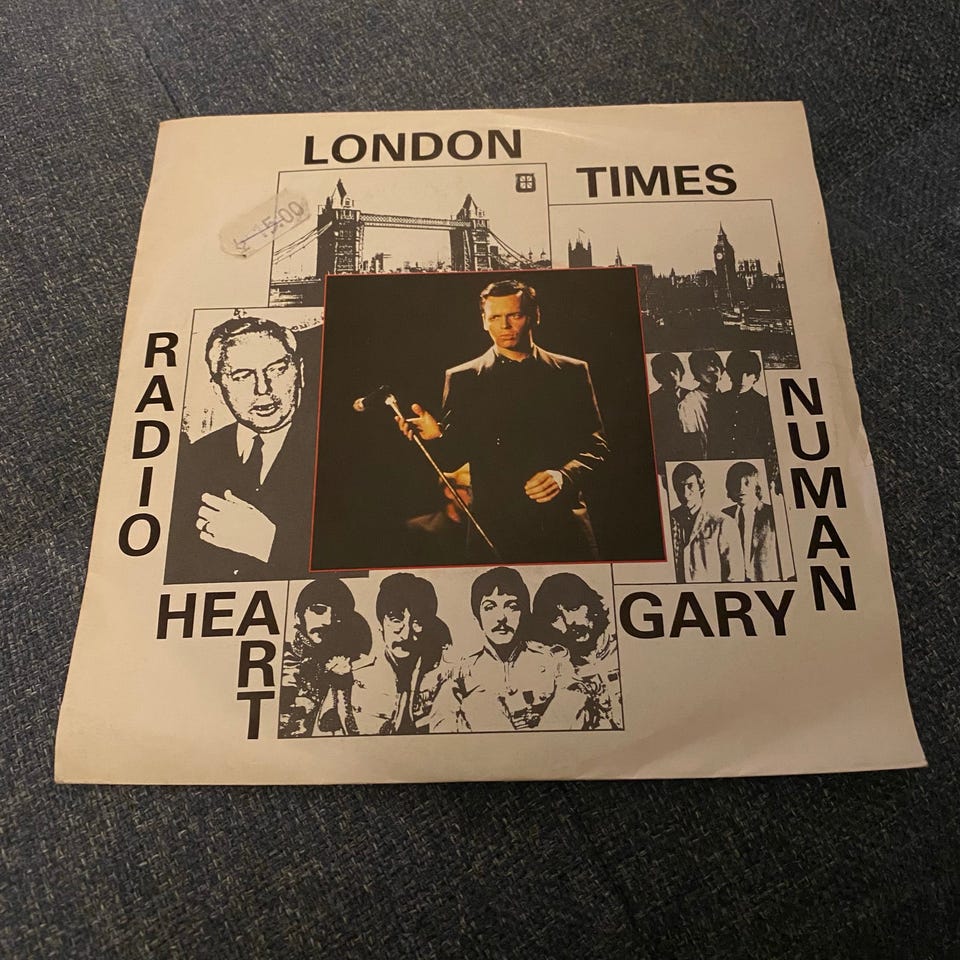 LONDON
TIMES
15.00
RADIO
HEART
GARY
NUMAN